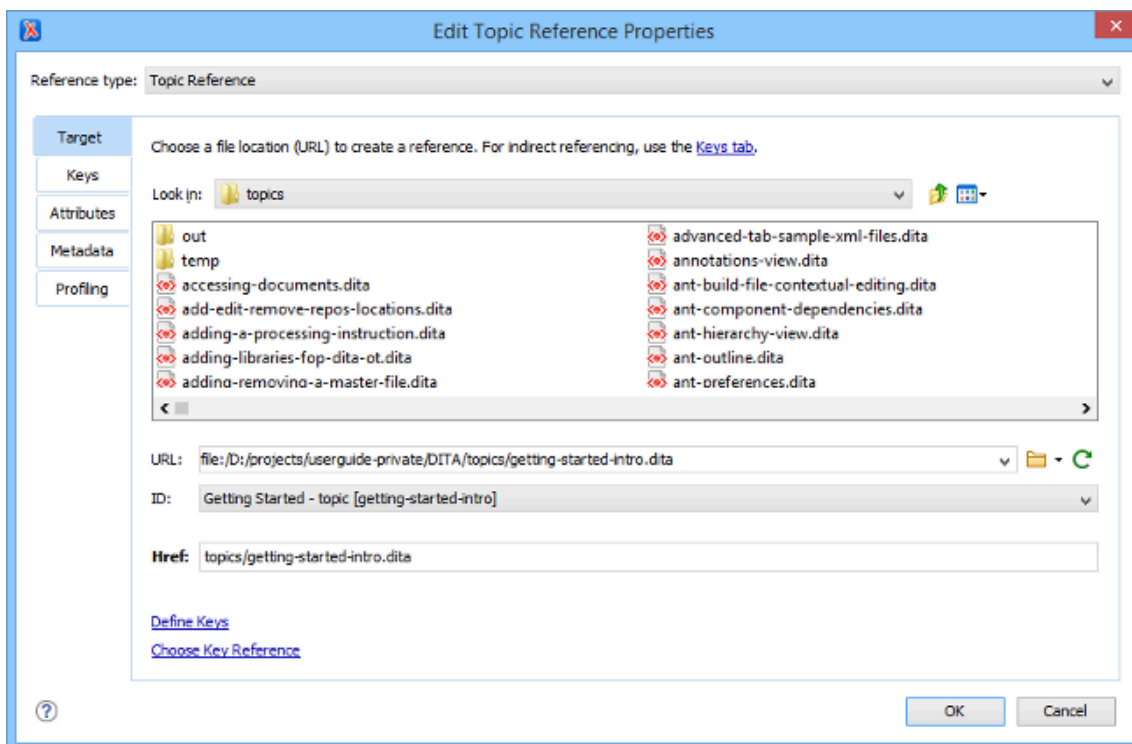 Edit Topic Reference Properties
Reference type: Topic Reference
Target
Keys
Attributes
Metadata
Profiling
Choose a file location (URL) to create a reference. For indirect referencing, use the Keys tab.
Look in: topics
out
temp
accessing-documents.dita
add-edit-remove-repos-locations.dita
adding-a-processing-instruction.dita
adding-libraries-fop-dita-ot.dita
adding-removing-a-master-file.dita
advanced-tab-sample-xml-files.dita
annotations-view.dita
ant-build-file-contextual-editing.dita
ant-component-dependencies.dita
ant-hierarchy-view.dita
ant-outline.dita
ant-preferences.dita
URL: file:/D:/projects/userguide-private/DITA/topics/getting-started-intro.dita
ID: Getting Started - topic [getting-started-intro]
Href: topics/getting-started-intro.dita
Define Keys
Choose Key Reference
OK Cancel